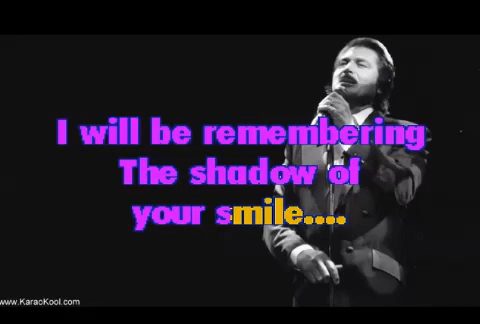 I will be remembering
The shadow of
your smile....
www.KaracKool.com